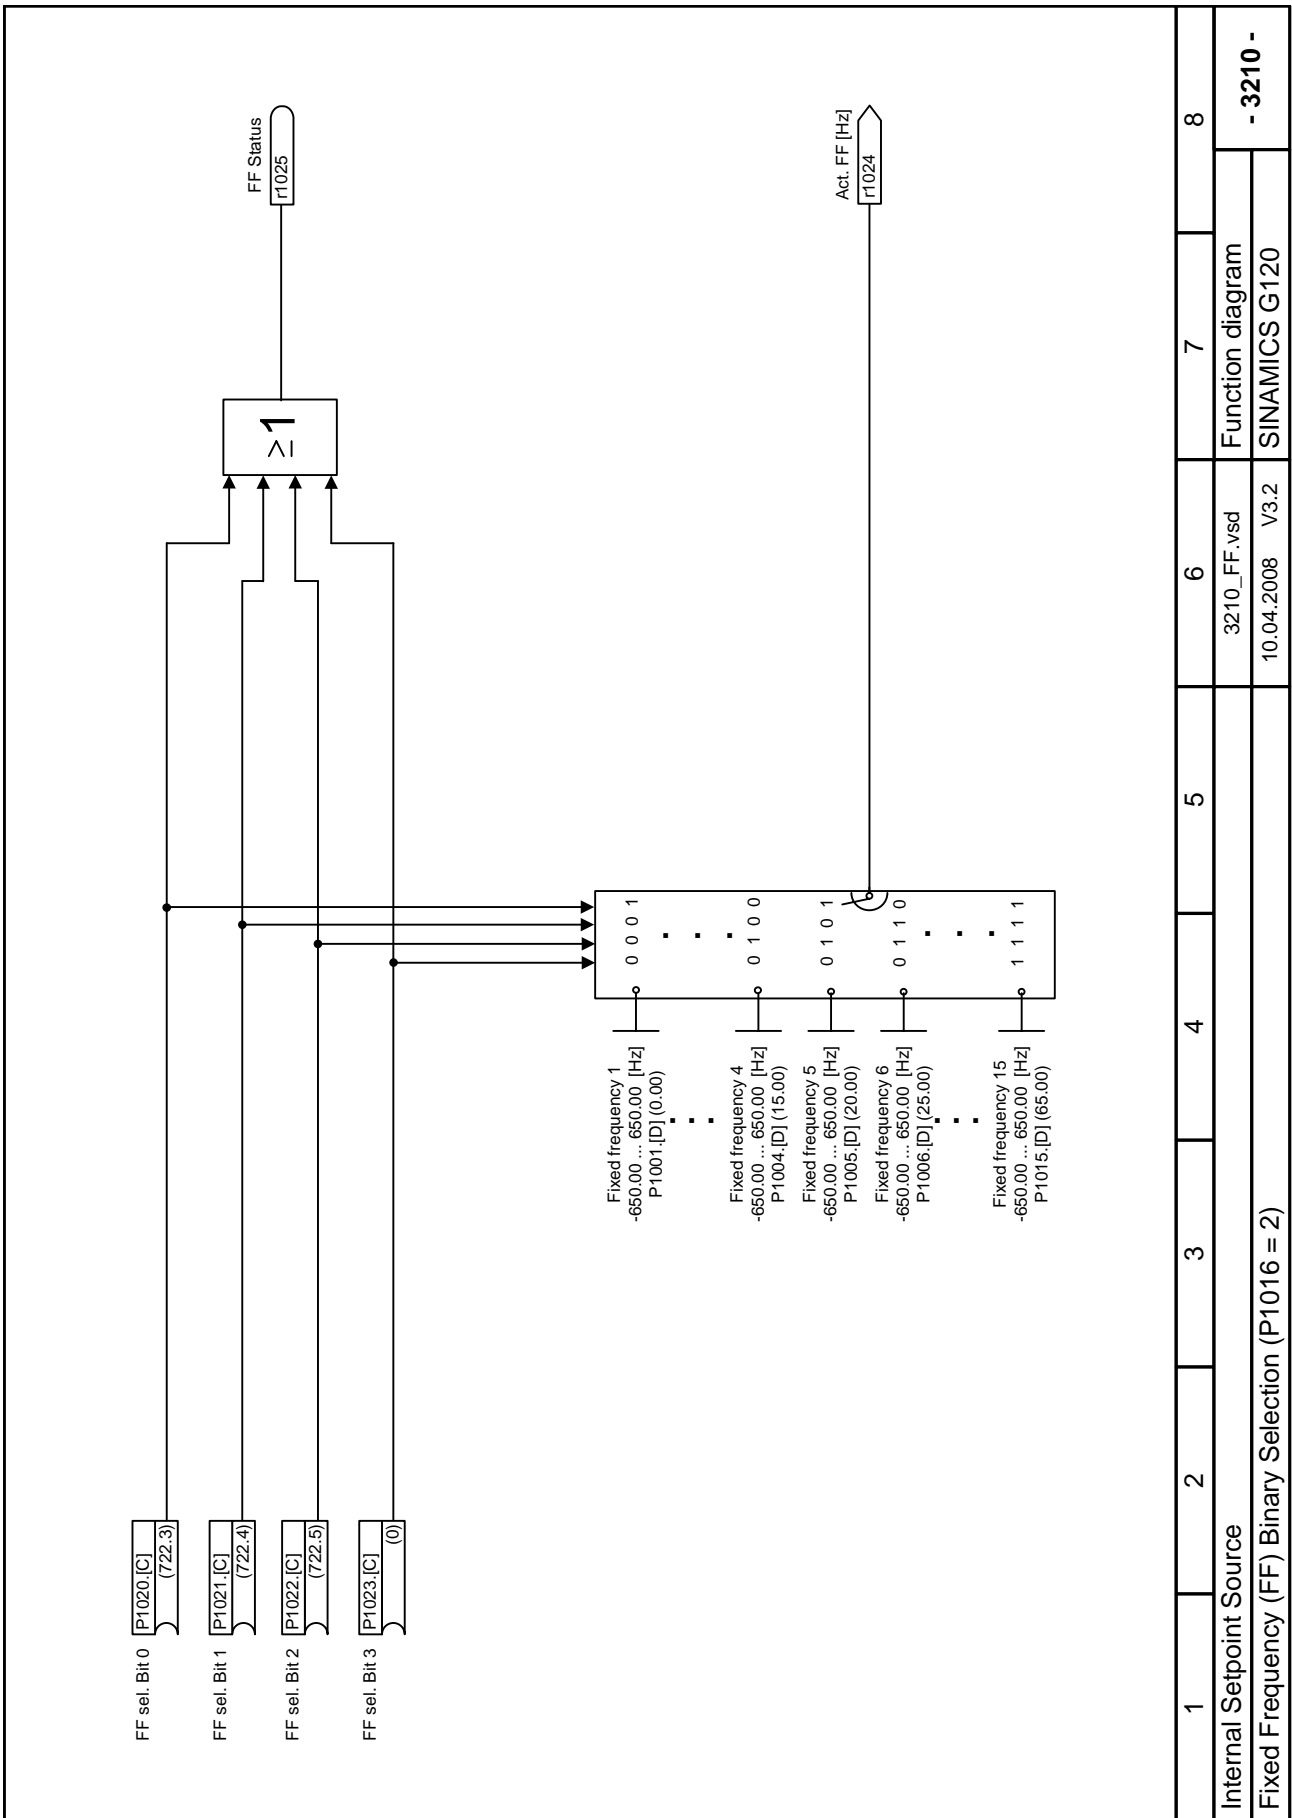 FF sel. Bit 0
P1020.[C]
(722.3)
FF sel. Bit 1
P1021.[C]
(722.4)
FF sel. Bit 2
P1022.[C]
(722.5)
FF sel. Bit 3
P1023.[C]
(0)
≥1
FF Status
r1025
Fixed frequency 1
-650.00 ... 650.00 [Hz]
P1001.[D] (0.00)
. . .
Fixed frequency 4
-650.00 ... 650.00 [Hz]
P1004.[D] (15.00)
Fixed frequency 5
-650.00 ... 650.00 [Hz]
P1005.[D] (20.00)
Fixed frequency 6
-650.00 ... 650.00 [Hz]
P1006.[D] (25.00)
. . .
Fixed frequency 15
-650.00 ... 650.00 [Hz]
P1015.[D] (65.00)
0 0 0 1
. . .
0 1 0 0
0 1 0 1
0 1 1 0
. . .
1 1 1 1
Act. FF [Hz]
r1024
1 2 3 4 5 6 7 8
Internal Setpoint Source
3210_FF.vsd
Function diagram
- 3210 -
Fixed Frequency (FF) Binary Selection (P1016 = 2)
10.04.2008 V3.2
SINAMICS G120